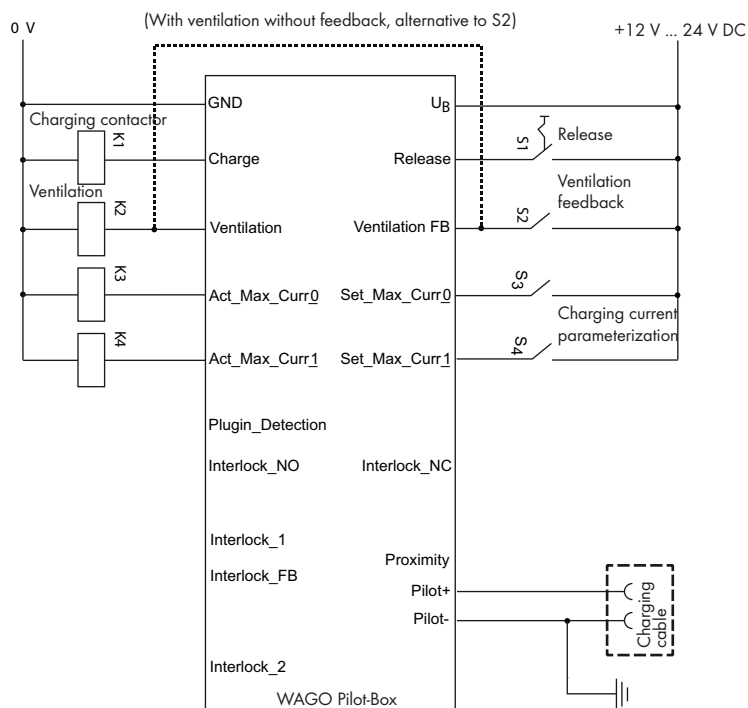 (With ventilation without feedback, alternative to S2)
0 V
+12 V ... 24 V DC
GND
UB
Charging contactor
K1
Charge
Release
S1
Release
Ventilation
K2
Ventilation
Ventilation FB
S2
Ventilation
feedback
K3
Act_Max_Curr0
Set_Max_Curr0
S3
Charging current
parameterization
K4
Act_Max_Curr1
Set_Max_Curr1
S4
Plugin_Detection
Interlock_NO
Interlock_NC
Interlock_1
Proximity
Interlock_FB
Pilot+
Pilot-
Charging
cable
Interlock_2
WAGO Pilot-Box